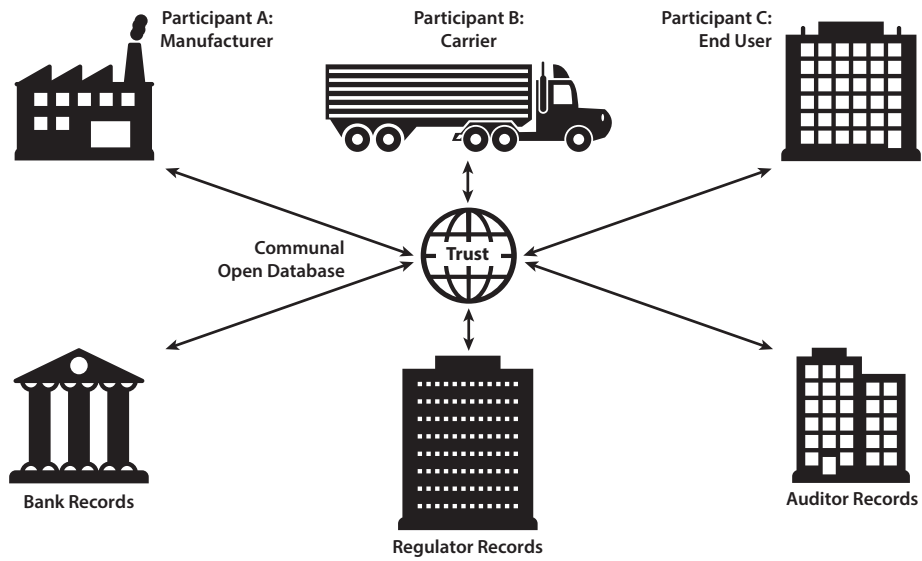 Participant A:
Manufacturer
Participant B:
Carrier
Participant C:
End User
Communal
Open Database
Trust
Bank Records
Regulator Records
Auditor Records